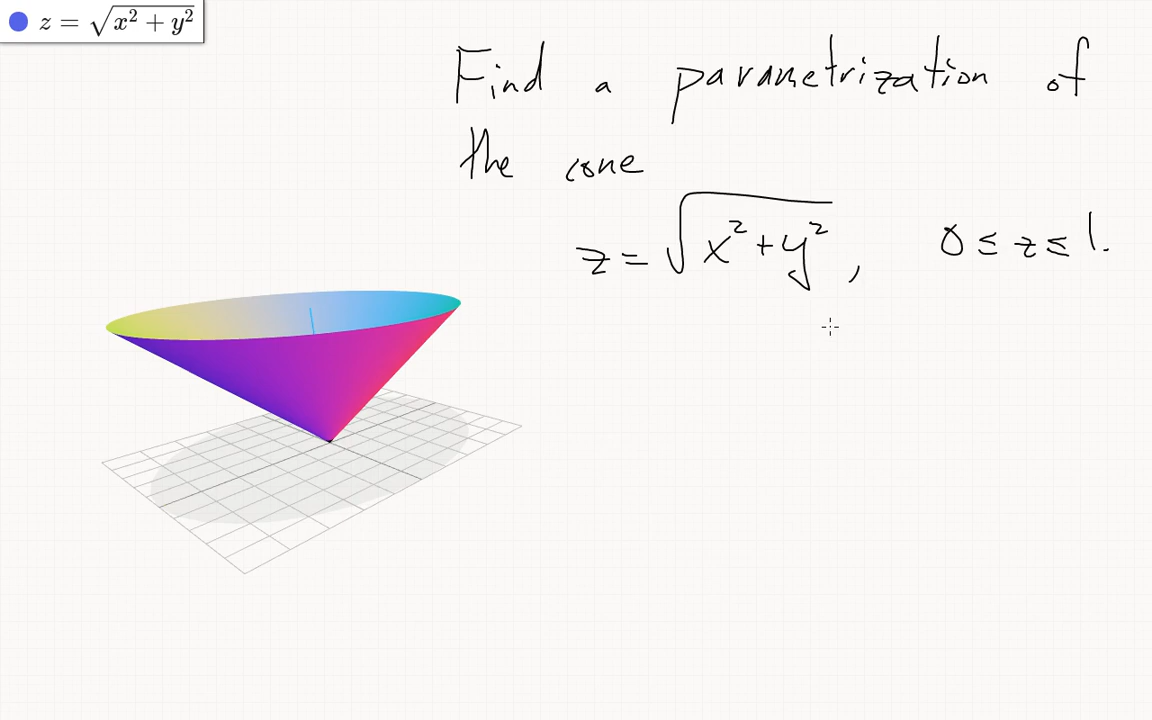 z = √(x² + y²)
Find a parametrization of
the cone
z = √(x² + y²), 0 ≤ z ≤ 1.